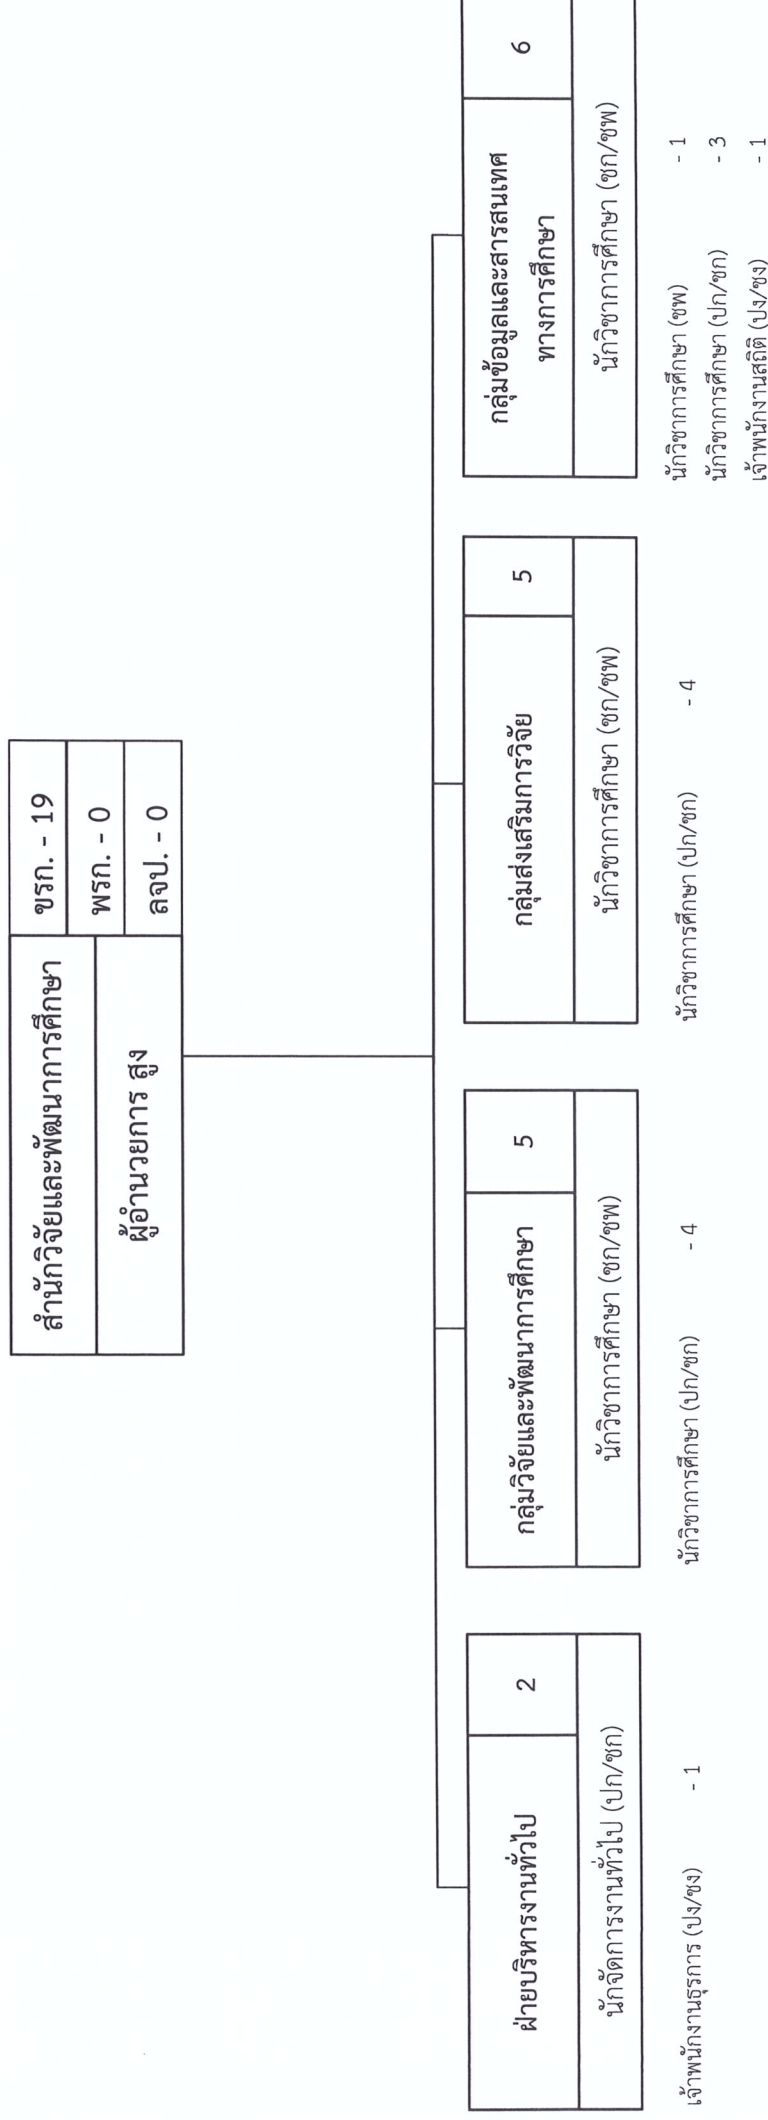 สำนักวิจัยและพัฒนาการศึกษา
ผู้อำนวยการ สูง
ขรก. - 19
พรก. - 0
ลจป. - 0
ฝ่ายบริหารงานทั่วไป
2
นักจัดการงานทั่วไป (ปก/ชก)
เจ้าพนักงานธุรการ (ปง/ชง) - 1
กลุ่มวิจัยและพัฒนาการศึกษา
5
นักวิชาการศึกษา (ชก/ชพ)
นักวิชาการศึกษา (ปก/ชก) - 4
กลุ่มส่งเสริมการวิจัย
5
นักวิชาการศึกษา (ชก/ชพ)
นักวิชาการศึกษา (ปก/ชก) - 4
กลุ่มข้อมูลและสารสนเทศ
ทางการศึกษา
6
นักวิชาการศึกษา (ชก/ชพ)
นักวิชาการศึกษา (ชพ) - 1
นักวิชาการศึกษา (ปก/ชก) - 3
เจ้าพนักงานสถิติ (ปง/ชง) - 1